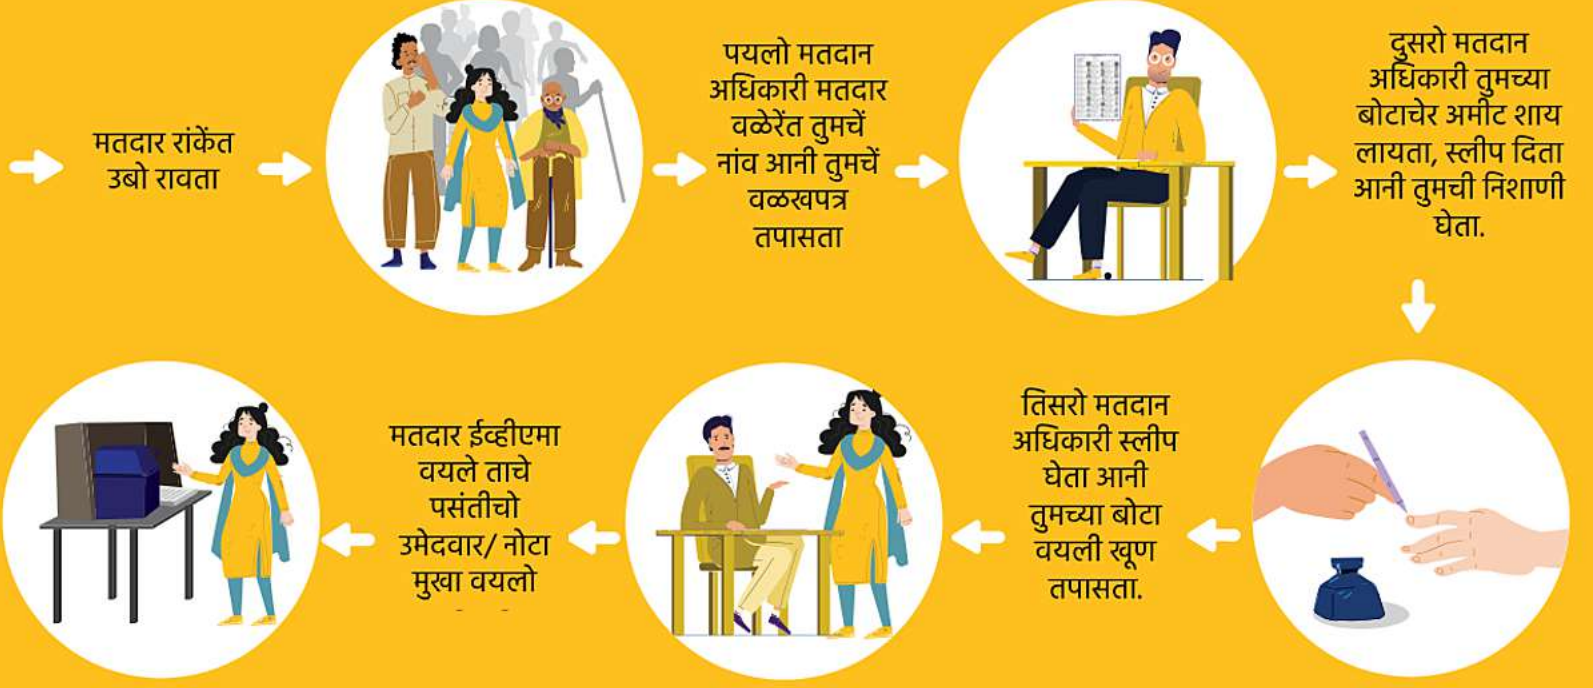 मतदार रांकेंत
उबो रावता
पयलो मतदान
अधिकारी मतदार
वळेरेंत तुमचें
नांव आनी तुमचें
वळखपत्र
तपासता
दुसरो मतदान
अधिकारी तुमच्या
बोटाचेर अमीट शाय
लायता, स्लीप दिता
आनी तुमची निशाणी
घेता.
तिसरो मतदान
अधिकारी स्लीप
घेता आनी
तुमच्या बोटा
वयली खूण
तपासता.
मतदार ईव्हीएमा
वयले ताचे
पसंतीचो
उमेदवार/ नोटा
मुखा वयलो